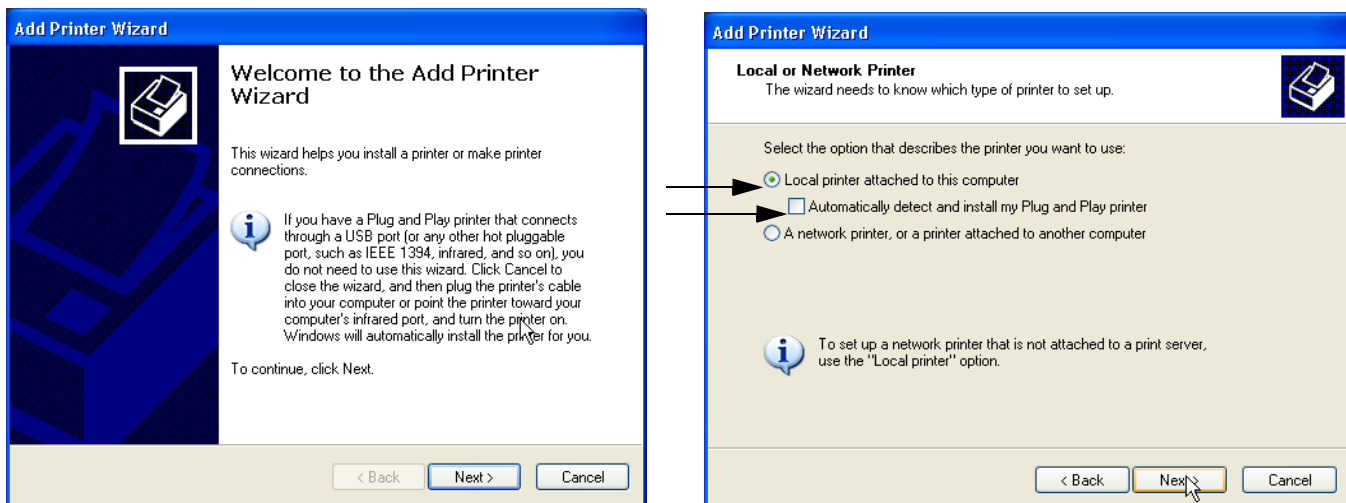 Add Printer Wizard
Welcome to the Add Printer
Wizard
This wizard helps you install a printer or make printer
connections.
If you have a Plug and Play printer that connects
through a USB port (or any other hot pluggable
port, such as IEEE 1394, infrared, and so on), you
do not need to use this wizard. Click Cancel to
close the wizard, and then plug the printer's cable
into your computer or point the printer toward your
computer's infrared port, and turn the printer on.
Windows will automatically install the printer for you.
To continue, click Next.
< Back Next > Cancel
Add Printer Wizard
Local or Network Printer
The wizard needs to know which type of printer to set up.
Select the option that describes the printer you want to use:
Local printer attached to this computer
Automatically detect and install my Plug and Play printer
A network printer, or a printer attached to another computer
To set up a network printer that is not attached to a print server,
use the "Local printer" option.
< Back Next > Cancel